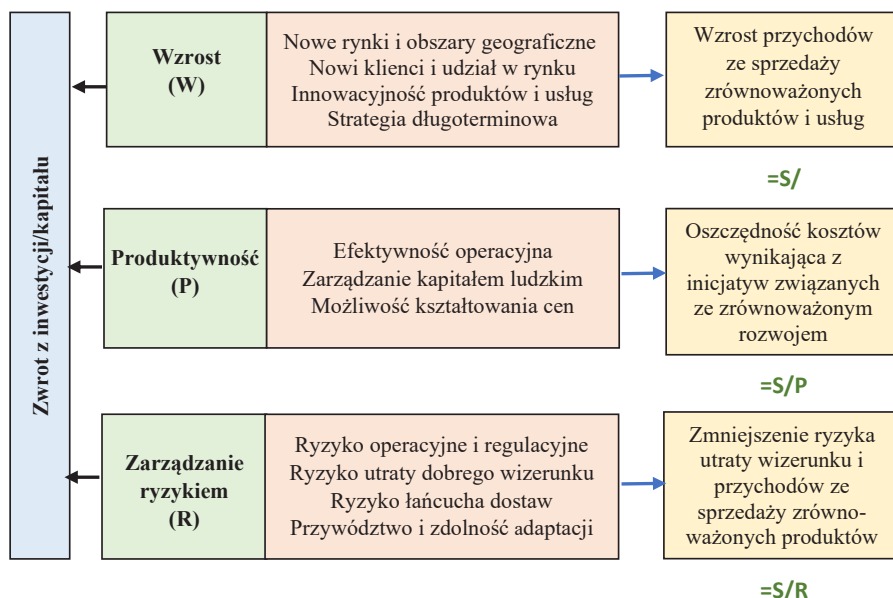 Zwrot z inwestycji/kapitału
Wzrost
(W)
Nowe rynki i obszary geograficzne
Nowi klienci i udział w rynku
Innowacyjność produktów i usług
Strategia długoterminowa
Wzrost przychodów
ze sprzedaży
zrównoważonych
produktów i usług
=S/
Produktywność
(P)
Efektywność operacyjna
Zarządzanie kapitałem ludzkim
Możliwość kształtowania cen
Oszczędność kosztów
wynikająca z
inicjatyw związanych
ze zrównoważonym
rozwojem
=S/P
Zarządzanie
ryzykiem
(R)
Ryzyko operacyjne i regulacyjne
Ryzyko utraty dobrego wizerunku
Ryzyko łańcucha dostaw
Przywództwo i zdolność adaptacji
Zmniejszenie ryzyka
utraty wizerunku i
przychodów ze
sprzedaży zrówno-
ważonych produktów
=S/R